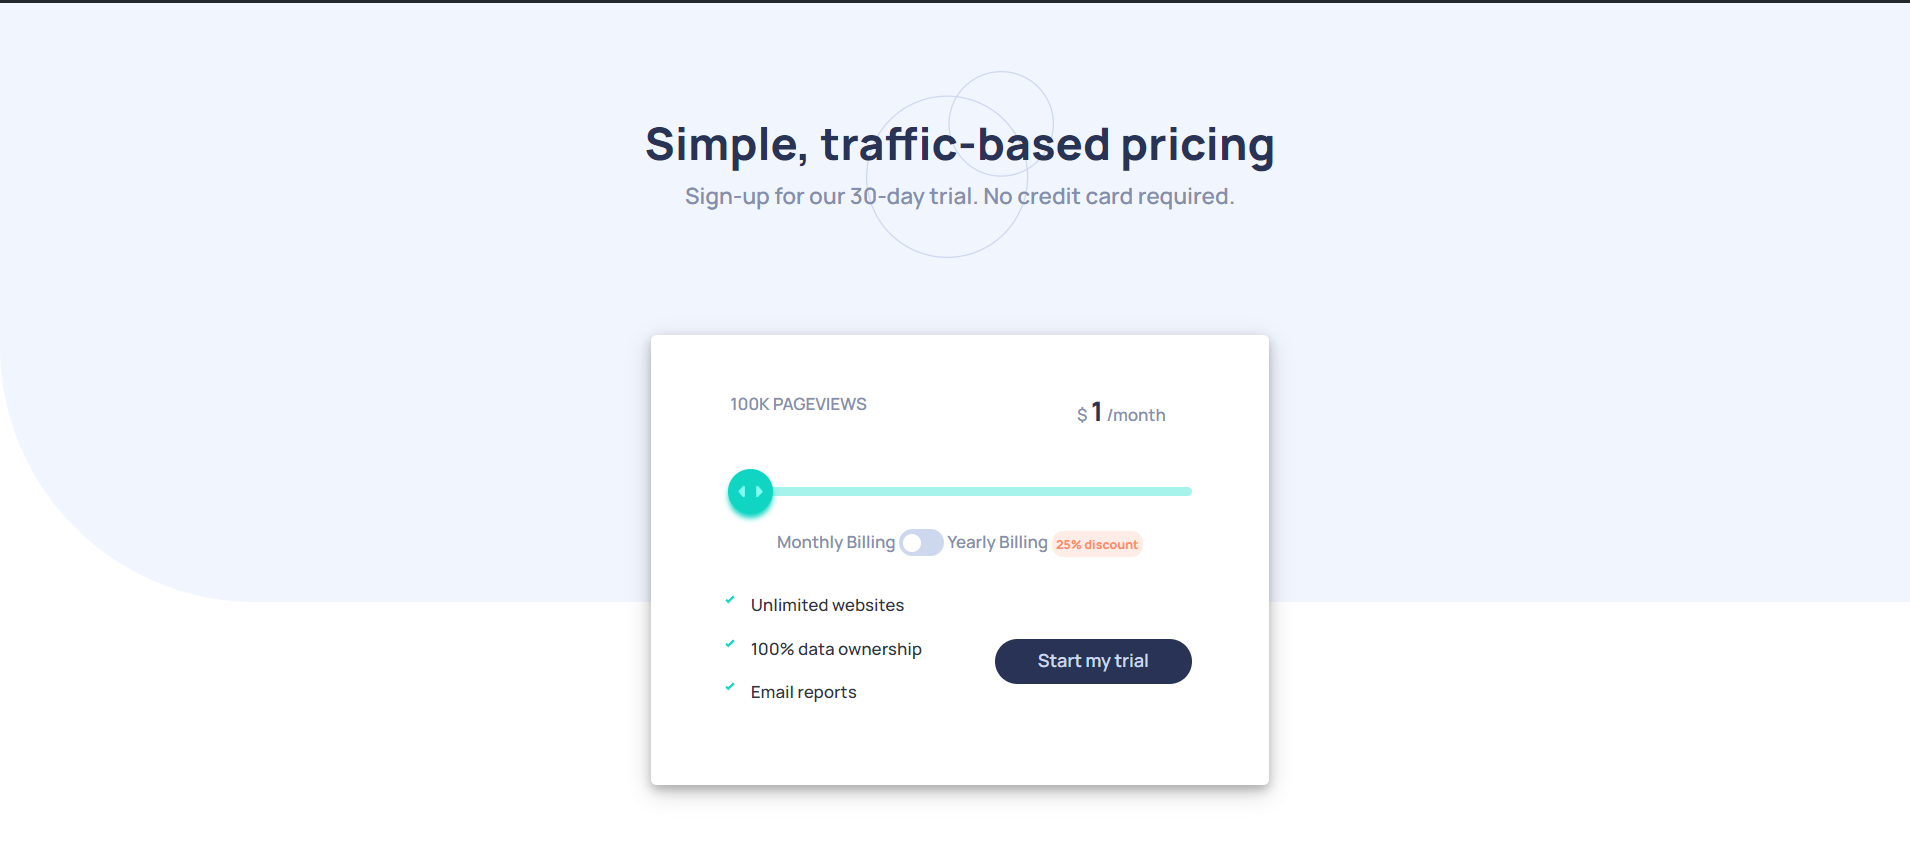 Simple, traffic-based pricing
Sign-up for our 30-day trial. No credit card required.
100K PAGEVIEWS
$ 1 /month
Monthly Billing Yearly Billing 25% discount
Unlimited websites
100% data ownership
Email reports
Start my trial